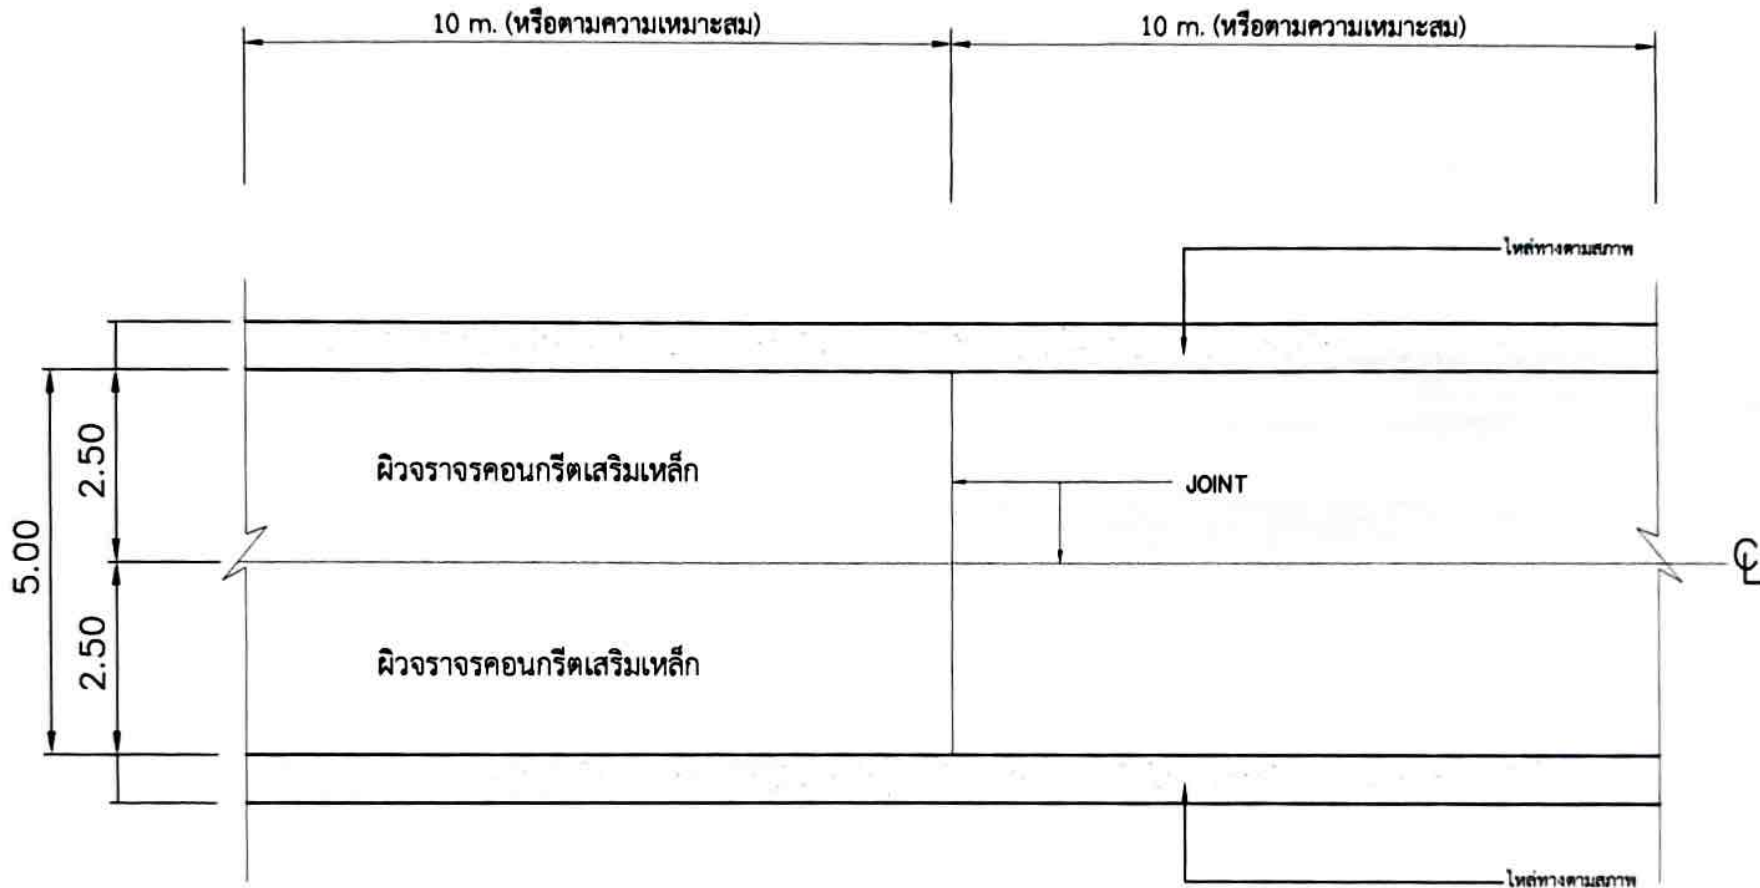 10 m. (หรือตามความเหมาะสม)
10 m. (หรือตามความเหมาะสม)
ไหล่ทางตามสภาพ
2.50
ผิวจราจรคอนกรีตเสริมเหล็ก
JOINT
5.00
℄
2.50
ผิวจราจรคอนกรีตเสริมเหล็ก
ไหล่ทางตามสภาพ